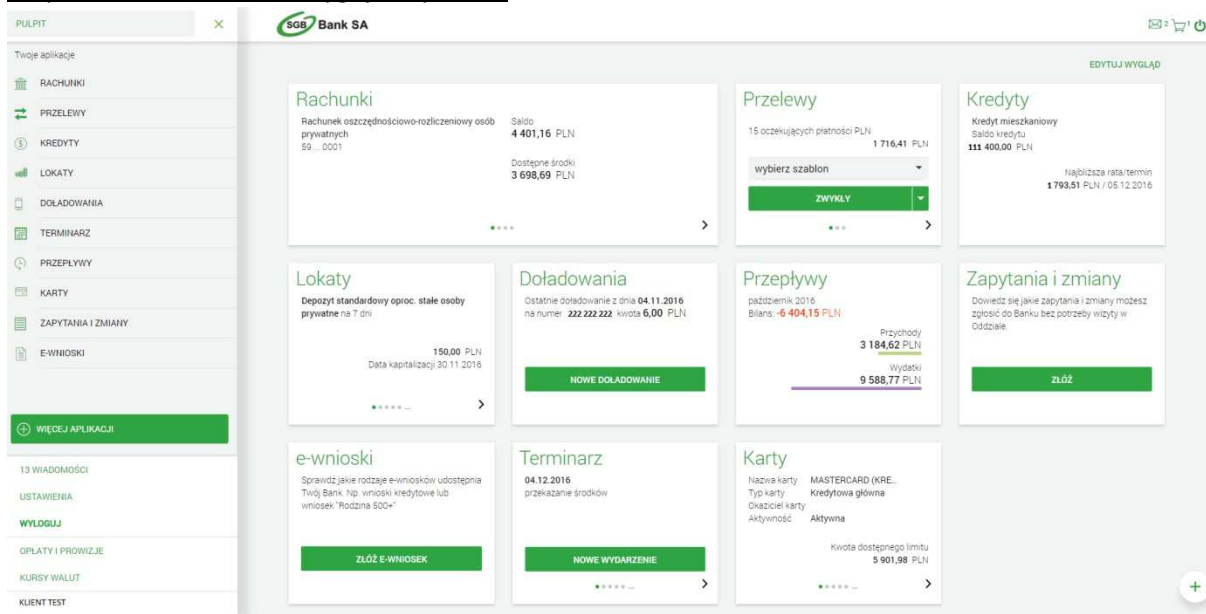 PULPIT
Twoje aplikacje
RACHUNKI
PRZELEWY
KREDYTY
LOKATY
DOŁADOWANIA
TERMINARZ
PRZEPŁYWY
KARTY
ZAPYTANIA I ZMIANY
E-WNIOSKI
WIĘCEJ APLIKACJI
13 WIADOMOŚCI
USTAWIENIA
WYLOGUJ
OPŁATY I PROWIZJE
KURSY WALUT
KLIENT TEST
SGB Bank SA
2 1
EDYTUJ WYGLĄD
Rachunki
Rachunek oszczędnościowo-rozliczeniowy osób
prywatnych
59 ... 0001
Saldo
4 401,16 PLN
Dostępne środki
3 698,69 PLN
Przelewy
15 oczekujących płatności PLN
1 716,41 PLN
wybierz szablon
ZWYKŁY
Kredyty
Kredyt mieszkaniowy
Saldo kredytu
111 400,00 PLN
Najbliższa rata/termin
1 793,51 PLN / 05.12.2016
Lokaty
Depozyt standardowy oproc. stałe osoby
prywatne na 7 dni
150,00 PLN
Data kapitalizacji 30.11.2016
Doładowania
Ostatnie doładowanie z dnia 04.11.2016
na numer 222 222 222 kwota 6,00 PLN
NOWE DOŁADOWANIE
Przepływy
październik 2016
Bilans: -6 404,15 PLN
Przychody
3 184,62 PLN
Wydatki
9 588,77 PLN
Zapytania i zmiany
Dowiedz się jakie zapytania i zmiany możesz
zgłosić do Banku bez potrzeby wizyty w
Oddziale.
ZŁÓŻ
e-wnioski
Sprawdź jakie rodzaje e-wniosków udostępnia
Twój Bank. Np. wnioski kredytowe lub
wniosek "Rodzina 500+"
ZŁÓŻ E-WNIOSEK
Terminarz
04.12.2016
przekazanie środków
NOWE WYDARZENIE
Karty
Nazwa karty MASTERCARD (KRE...
Typ karty Kredytowa główna
Okaziciel karty
Aktywność Aktywna
Kwota dostępnego limitu
5 901,98 PLN